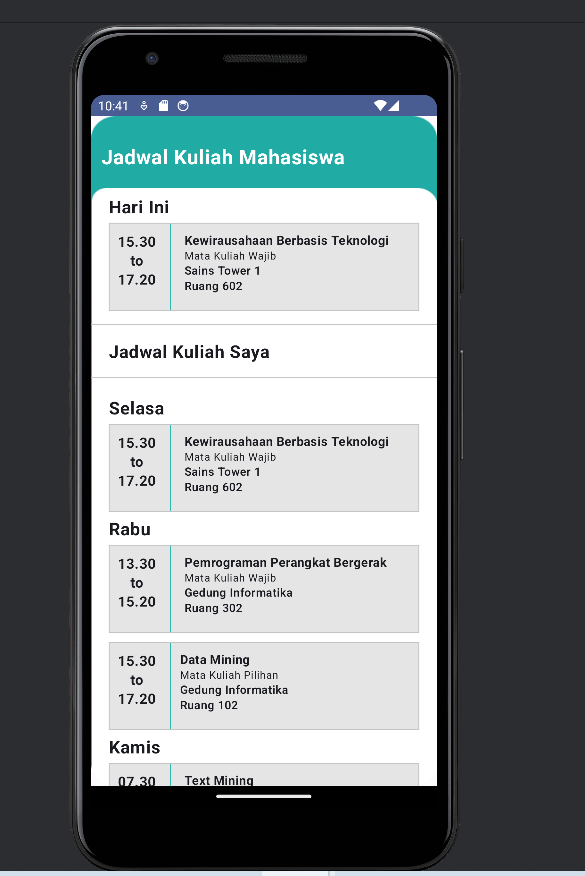 10:41
Jadwal Kuliah Mahasiswa
Hari Ini
15.30
to
17.20
Kewirausahaan Berbasis Teknologi
Mata Kuliah Wajib
Sains Tower 1
Ruang 602
Jadwal Kuliah Saya
Selasa
15.30
to
17.20
Kewirausahaan Berbasis Teknologi
Mata Kuliah Wajib
Sains Tower 1
Ruang 602
Rabu
13.30
to
15.20
Pemrograman Perangkat Bergerak
Mata Kuliah Wajib
Gedung Informatika
Ruang 302
15.30
to
17.20
Data Mining
Mata Kuliah Pilihan
Gedung Informatika
Ruang 102
Kamis
07.30
Text Mining